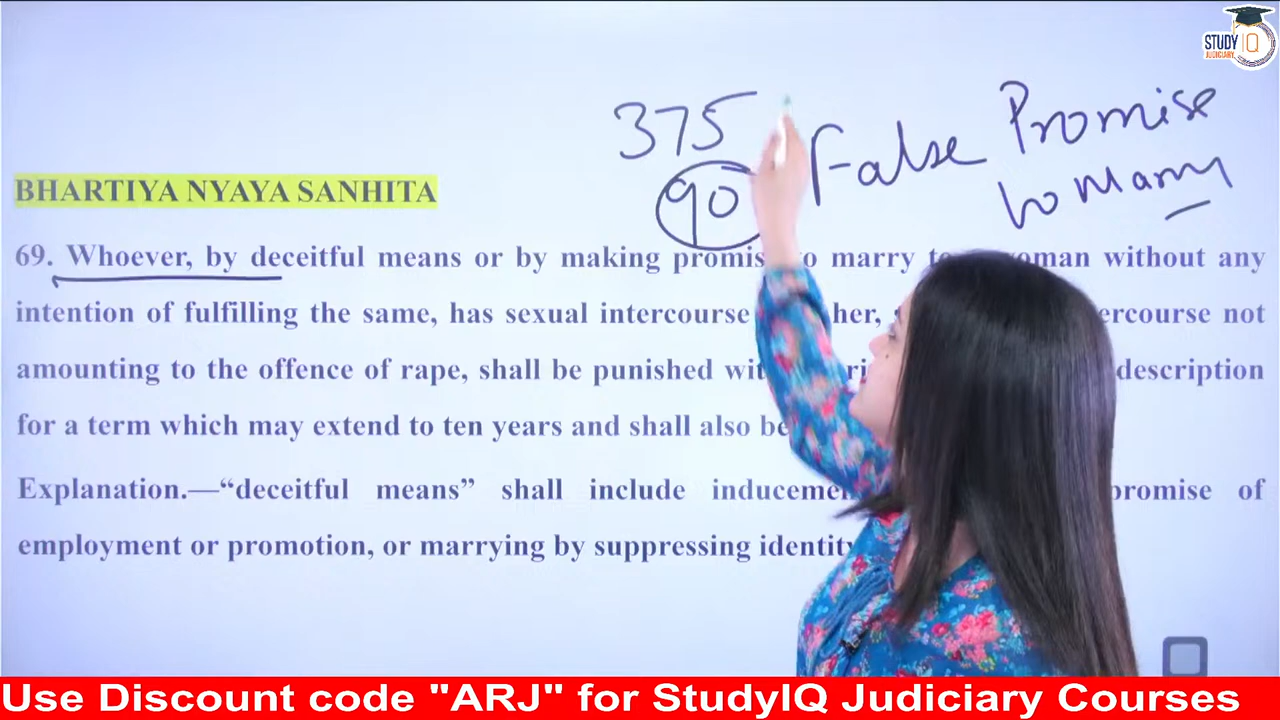 STUDY IQ
JUDICIARY
375 False Promise
90 to Marry
BHARTIYA NYAYA SANHITA
69. Whoever, by deceitful means or by making promis to marry to woman without any
intention of fulfilling the same, has sexual intercourse her, ercourse not
amounting to the offence of rape, shall be punished wit description
for a term which may extend to ten years and shall also be
Explanation.—“deceitful means” shall include inducemen promise of
employment or promotion, or marrying by suppressing identity
Use Discount code "ARJ" for StudyIQ Judiciary Courses